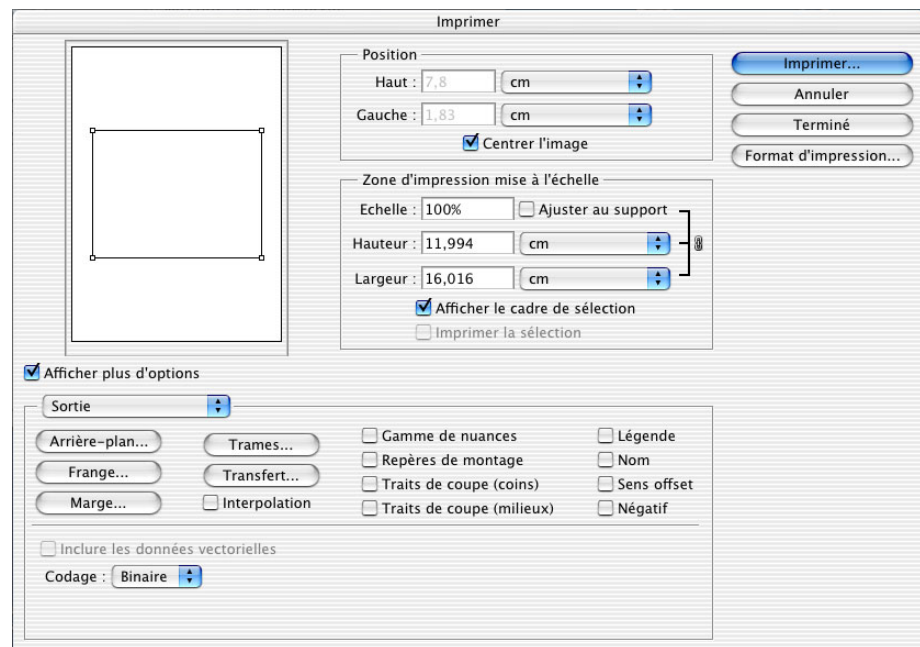 Imprimer
Position
Haut : 7,8 cm
Gauche : 1,83 cm
Centrer l'image
Imprimer...
Annuler
Terminé
Format d'impression...
Zone d'impression mise à l'échelle
Echelle : 100% Ajuster au support
Hauteur : 11,994 cm
Largeur : 16,016 cm
Afficher le cadre de sélection
Imprimer la sélection
Afficher plus d'options
Sortie
Arrière-plan... Trames...
Frange... Transfert...
Marge... Interpolation
Gamme de nuances Légende
Repères de montage Nom
Traits de coupe (coins) Sens offset
Traits de coupe (milieux) Négatif
Inclure les données vectorielles
Codage : Binaire